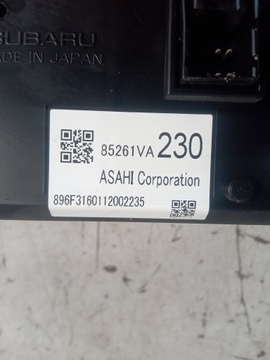 SUBARU
MADE IN JAPAN
85261VA 230
ASAHI Corporation
896F3160112002235